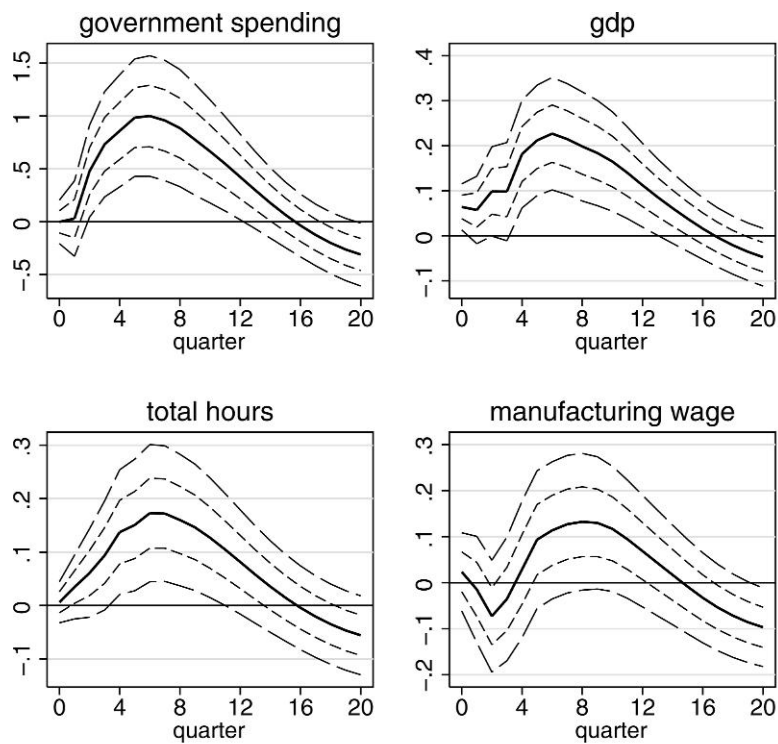 government spending
1.5
1
.5
0
-.5
0 4 8 12 16 20
quarter
gdp
.4
.3
.2
.1
0
-.1
0 4 8 12 16 20
quarter
total hours
.3
.2
.1
0
-.1
0 4 8 12 16 20
quarter
manufacturing wage
.3
.2
.1
0
-.1
-.2
0 4 8 12 16 20
quarter